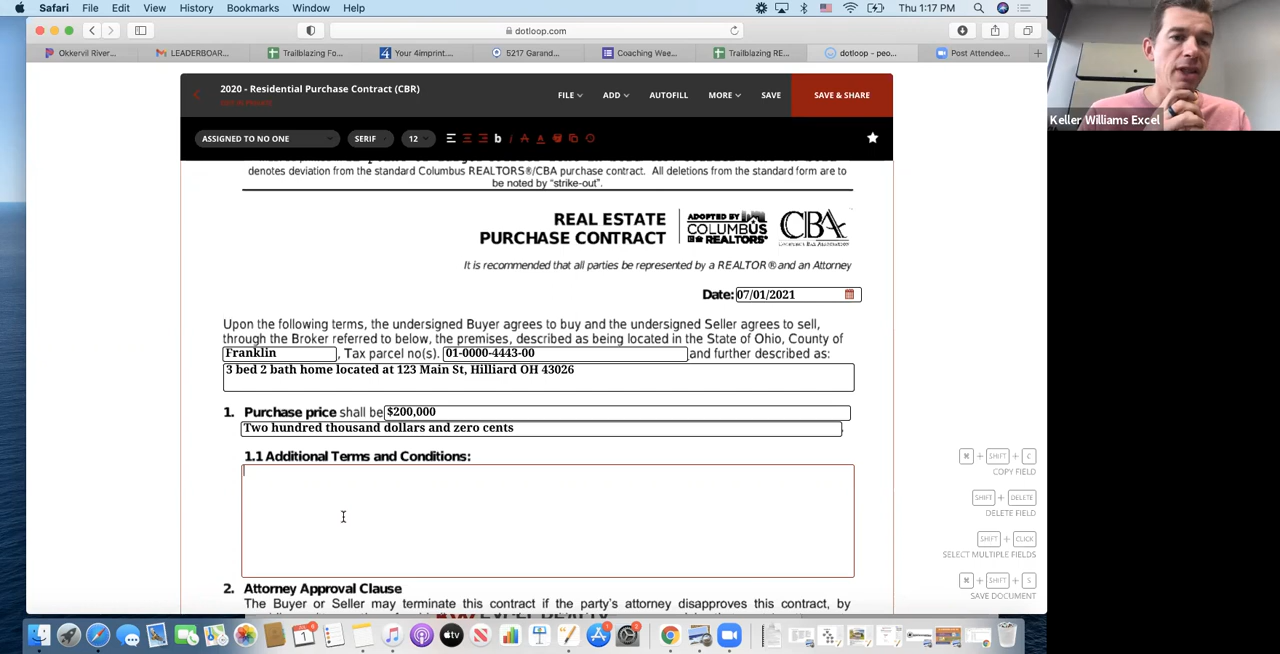 Safari File Edit View History Bookmarks Window Help Thu 1:17 PM
dotloop.com
Okkervil River... LEADERBOAR... Trailblazing Fo... Your 4imprint... 5217 Garand... Coaching Wee... Trailblazing RE... dotloop - peo... Post Attendee...
2020 - Residential Purchase Contract (CBR)
FILE ADD AUTOFILL MORE SAVE SAVE & SHARE
ASSIGNED TO NO ONE SERIF 12
denotes deviation from the standard Columbus REALTORS®/CBA purchase contract. All deletions from the standard form are to
be noted by "strike-out".
REAL ESTATE
PURCHASE CONTRACT
ADOPTED BY
COLUMBUS
REALTORS®
CBA
It is recommended that all parties be represented by a REALTOR® and an Attorney
Date: 07/01/2021
Upon the following terms, the undersigned Buyer agrees to buy and the undersigned Seller agrees to sell,
through the Broker referred to below, the premises, described as being located in the State of Ohio, County of
Franklin , Tax parcel no(s). 01-0000-4443-00 and further described as:
3 bed 2 bath home located at 123 Main St, Hilliard OH 43026
1. Purchase price shall be $200,000
Two hundred thousand dollars and zero cents
1.1 Additional Terms and Conditions:
2. Attorney Approval Clause
The Buyer or Seller may terminate this contract if the party's attorney disapproves this contract, by
⌘ + SHIFT + C
COPY FIELD
SHIFT + DELETE
DELETE FIELD
SHIFT + CLICK
SELECT MULTIPLE FIELDS
⌘ + SHIFT + S
SAVE DOCUMENT
Keller Williams Excel